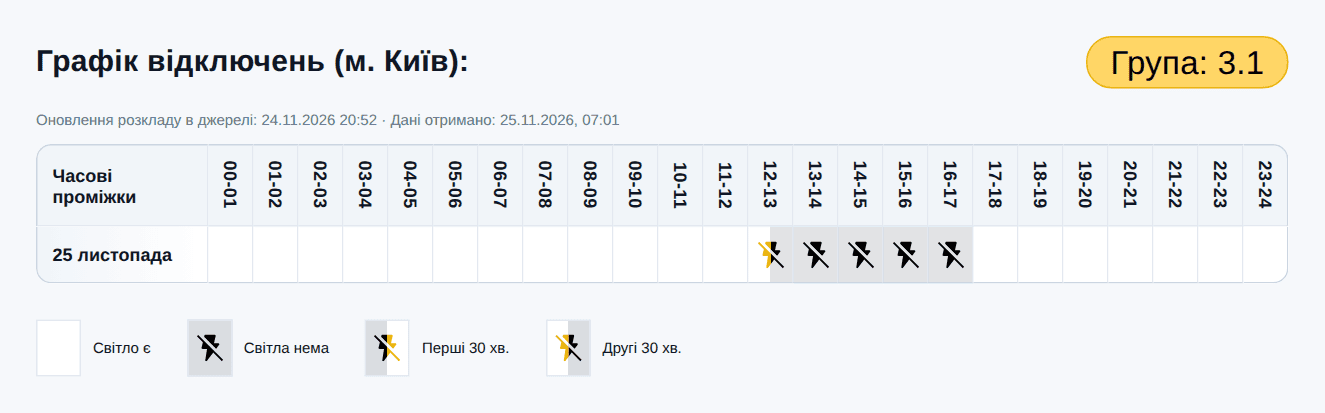 Графік відключень (м. Київ):
Група: 3.1
Оновлення розкладу в джерелі: 24.11.2026 20:52 · Дані отримано: 25.11.2026, 07:01
Часові
проміжки
00-01
01-02
02-03
03-04
04-05
05-06
06-07
07-08
08-09
09-10
10-11
11-12
12-13
13-14
14-15
15-16
16-17
17-18
18-19
19-20
20-21
21-22
22-23
23-24
25 листопада
Світло є
Світла нема
Перші 30 хв.
Другі 30 хв.